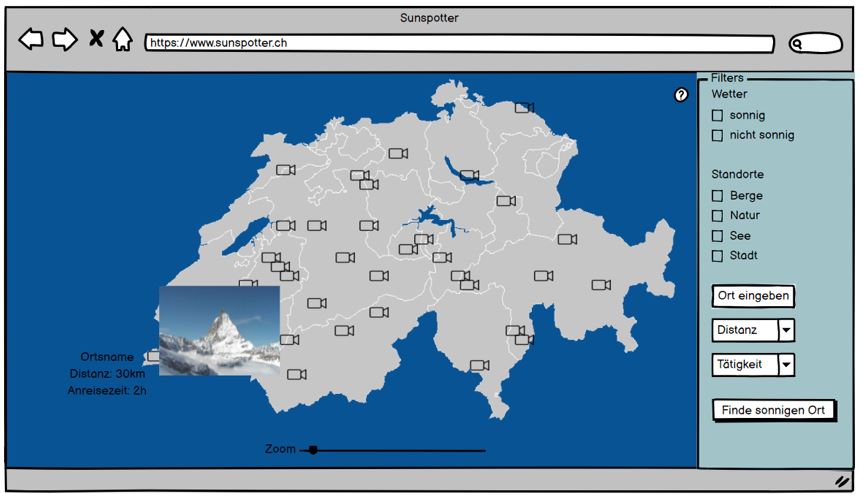 Sunspotter
https://www.sunspotter.ch
?
Filters
Wetter
sonnig
nicht sonnig
Standorte
Berge
Natur
See
Stadt
Ort eingeben
Distanz
Tätigkeit
Finde sonnigen Ort
Ortsname
Distanz: 30km
Anreisezeit: 2h
Zoom